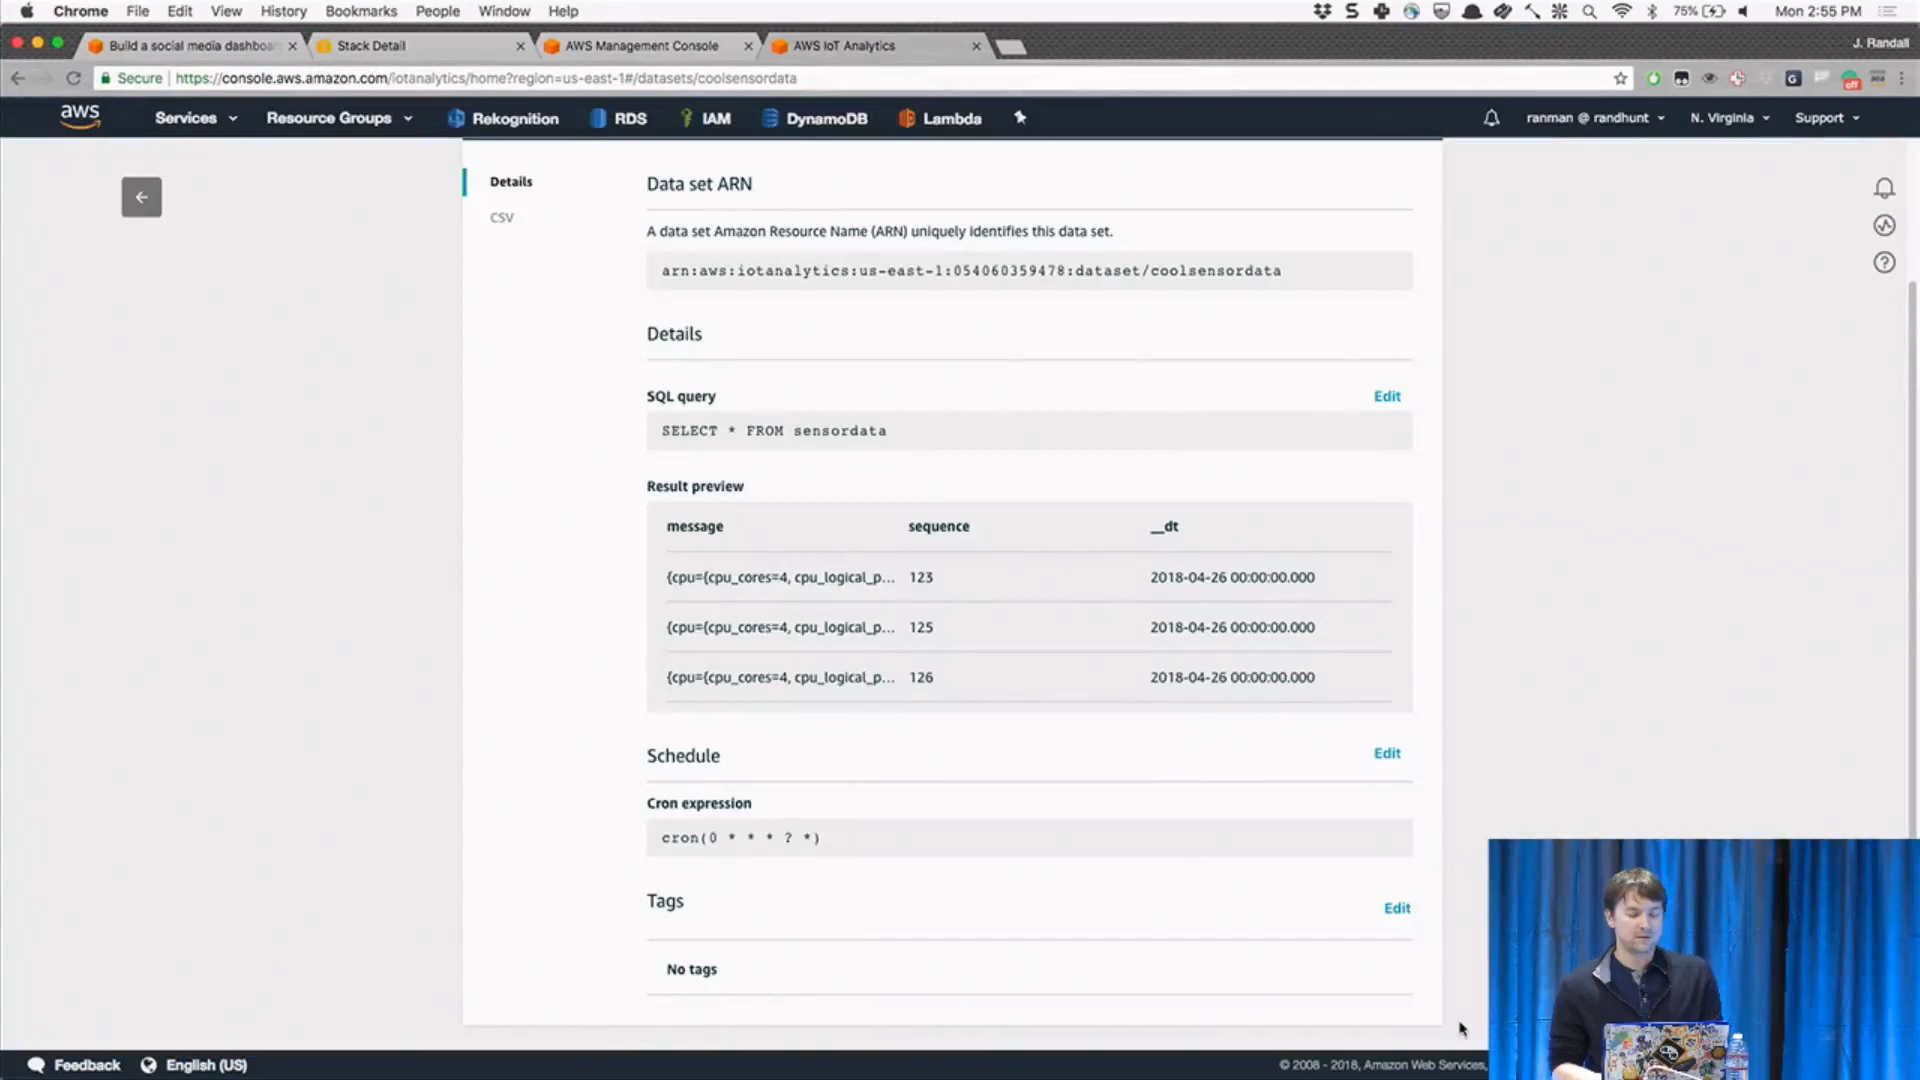 Chrome File Edit View History Bookmarks People Window Help 75% Mon 2:55 PM
Build a social media dashboa Stack Detail AWS Management Console AWS IoT Analytics J. Randall
Secure https://console.aws.amazon.com/iotanalytics/home?region=us-east-1#/datasets/coolsensordata
aws Services Resource Groups Rekognition RDS IAM DynamoDB Lambda ranman @ randhunt N. Virginia Support
Details
CSV
Data set ARN
A data set Amazon Resource Name (ARN) uniquely identifies this data set.
arn:aws:iotanalytics:us-east-1:054060359478:dataset/coolsensordata
Details
SQL query Edit
SELECT * FROM sensordata
Result preview
message sequence __dt
{cpu={cpu_cores=4, cpu_logical_p... 123 2018-04-26 00:00:00.000
{cpu={cpu_cores=4, cpu_logical_p... 125 2018-04-26 00:00:00.000
{cpu={cpu_cores=4, cpu_logical_p... 126 2018-04-26 00:00:00.000
Schedule Edit
Cron expression
cron(0 * * * ? *)
Tags Edit
No tags
Feedback English (US) © 2008 - 2018, Amazon Web Services,